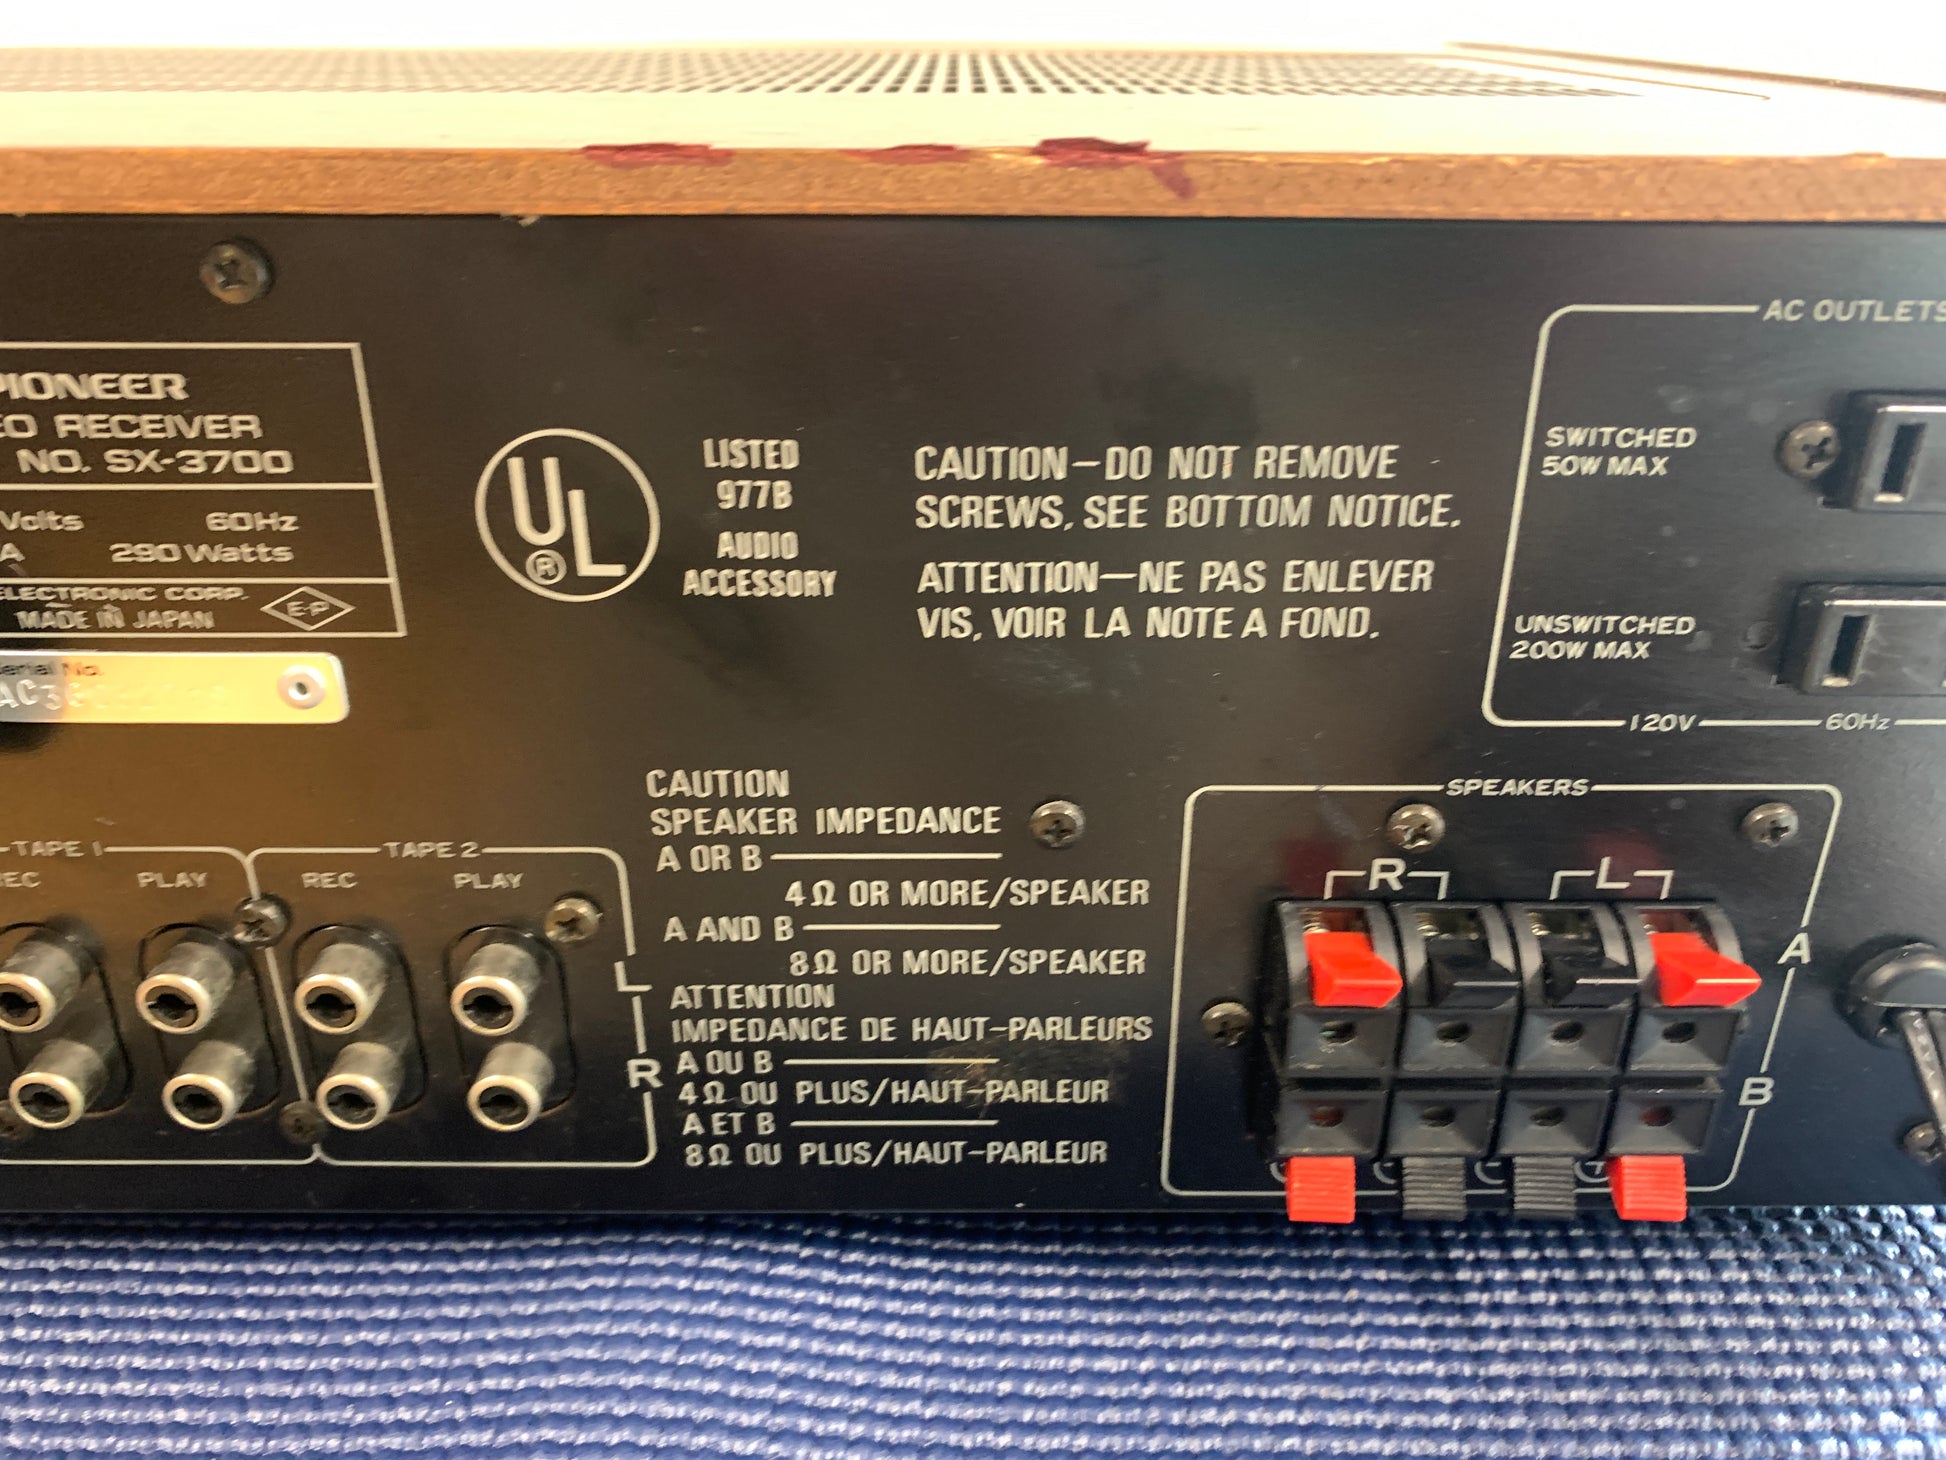 PIONEER
RECEIVER
NO. SX-3700
Volts 60Hz
A 290 Watts
ELECTRONIC CORP.
MADE IN JAPAN
E-P
Serial No.
UL
®
LISTED
977B
AUDIO
ACCESSORY
CAUTION—DO NOT REMOVE
SCREWS, SEE BOTTOM NOTICE.
ATTENTION—NE PAS ENLEVER
VIS, VOIR LA NOTE A FOND.
AC OUTLETS
SWITCHED
50W MAX
UNSWITCHED
200W MAX
120V 60Hz
TAPE 1
REC PLAY
TAPE 2
REC PLAY
L
R
CAUTION
SPEAKER IMPEDANCE
A OR B
4Ω OR MORE/SPEAKER
A AND B
8Ω OR MORE/SPEAKER
ATTENTION
IMPEDANCE DE HAUT-PARLEURS
A OU B
4Ω OU PLUS/HAUT-PARLEUR
A ET B
8Ω OU PLUS/HAUT-PARLEUR
SPEAKERS
R L
A
B